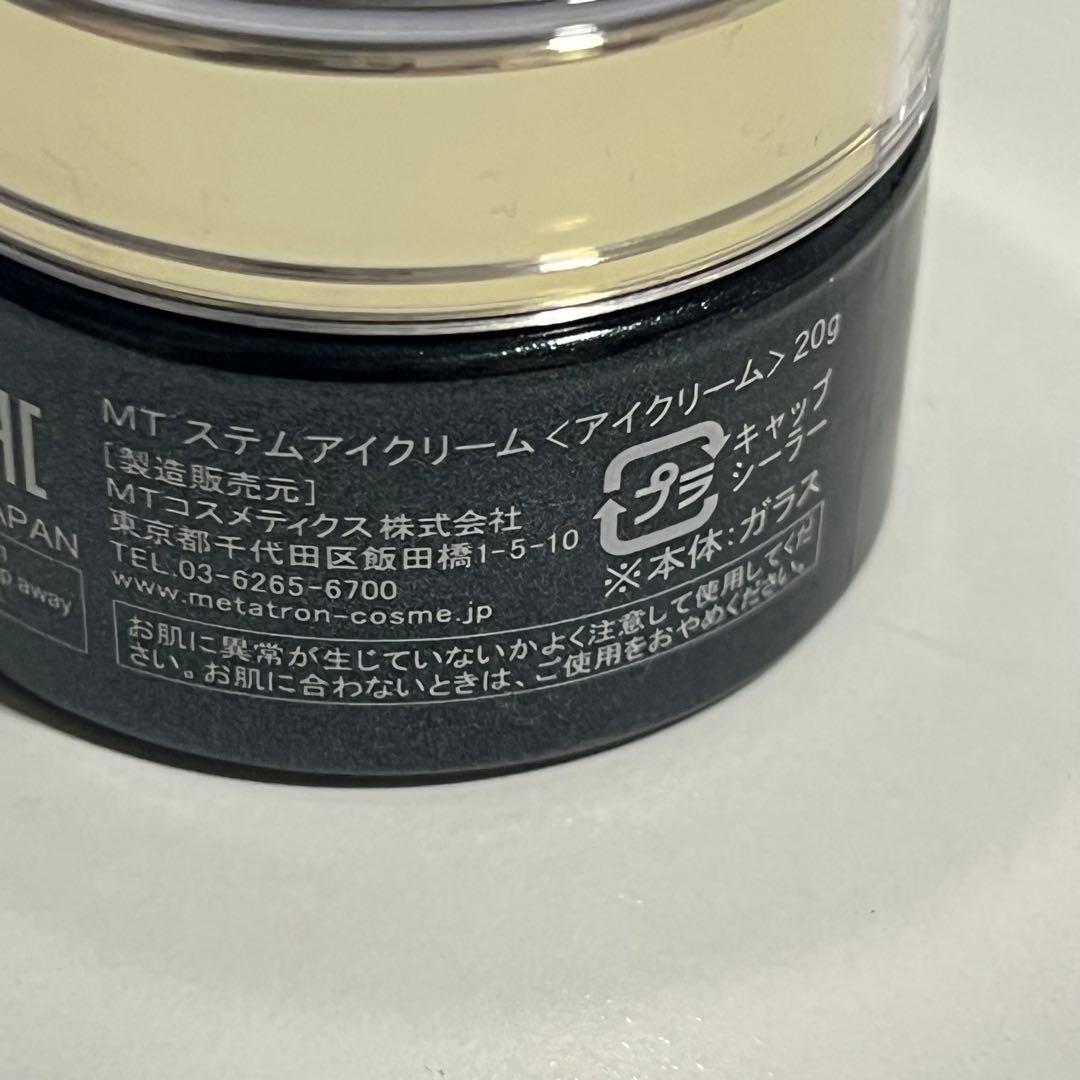 MT ステムアイクリーム＜アイクリーム＞20g
[製造販売元]
MTコスメティクス株式会社
東京都千代田区飯田橋1-5-10
TEL.03-6265-6700
www.metatron-cosme.jp
プラ
キャップ
シーラー
※本体:ガラス
お肌に異常が生じていないかよく注意して使用してくだ
さい。お肌に合わないときは、ご使用をおやめください。
away